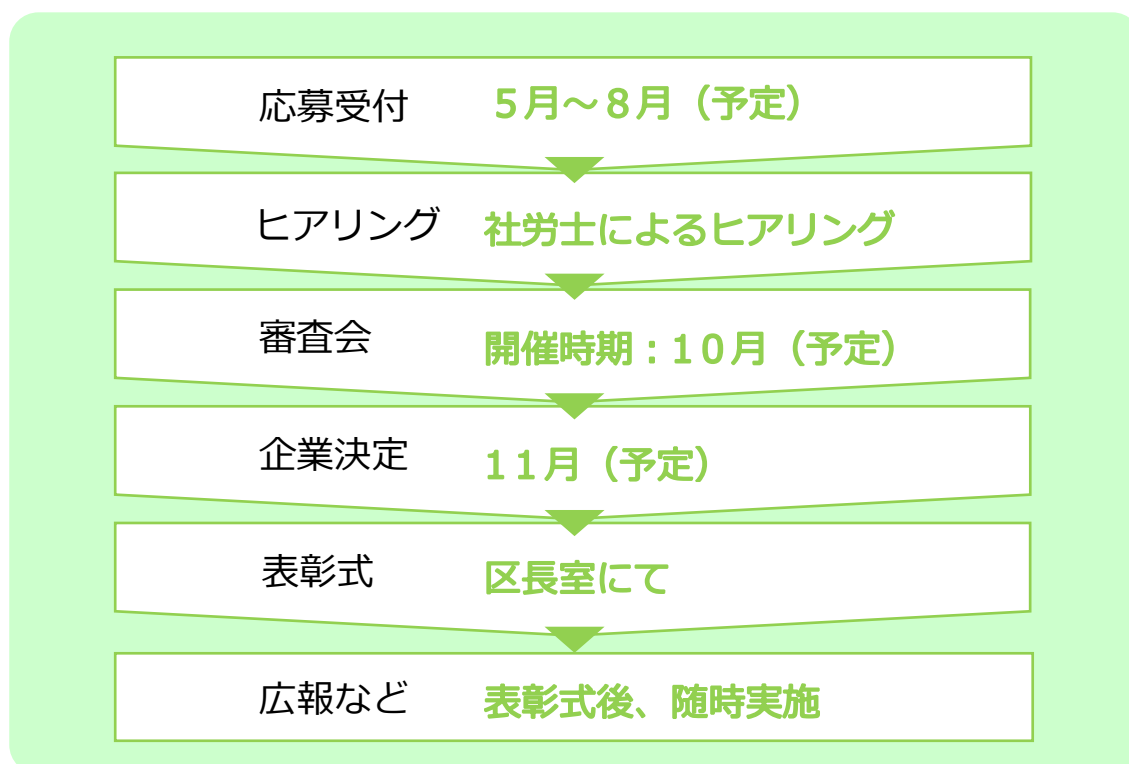 応募受付 5月～8月（予定）
ヒアリング 社労士によるヒアリング
審査会 開催時期：10月（予定）
企業決定 11月（予定）
表彰式 区長室にて
広報など 表彰式後、随時実施